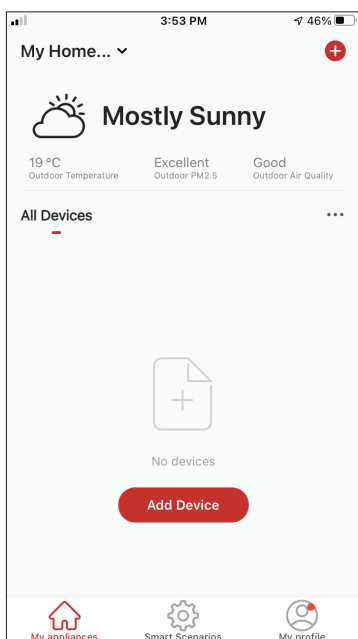 3:53 PM 46%
My Home...
Mostly Sunny
19 °C Excellent Good
Outdoor Temperature Outdoor PM2.5 Outdoor Air Quality
All Devices
No devices
Add Device
My appliances Smart Scenarios My profile